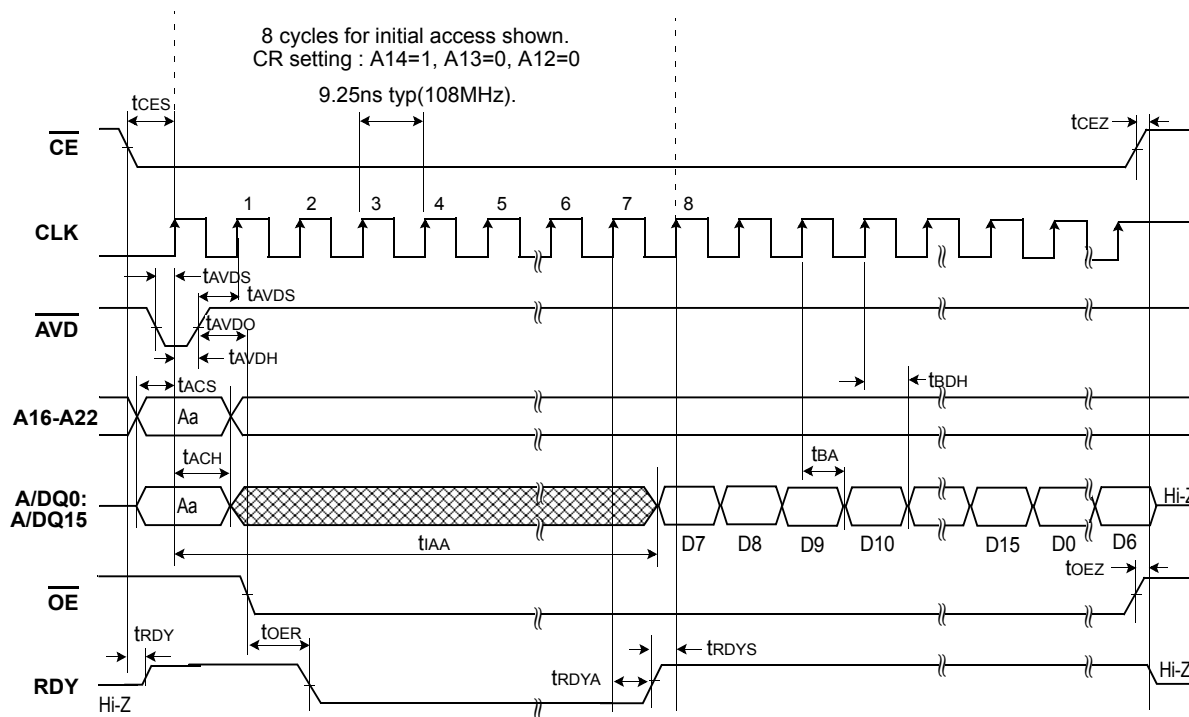 8 cycles for initial access shown.
CR setting : A14=1, A13=0, A12=0
9.25ns typ(108MHz).
tCES
tCEZ
CE
1 2 3 4 5 6 7 8
CLK
tAVDS
tAVDS
AVD
tAVDO
tAVDH
tACS
tBDH
A16-A22
Aa
tACH
tBA
A/DQ0:
A/DQ15
Aa
Hi-Z
tIAA
D7 D8 D9 D10 D15 D0 D6
tOEZ
OE
tRDY
tOER
tRDYS
tRDYA
RDY
Hi-Z
Hi-Z